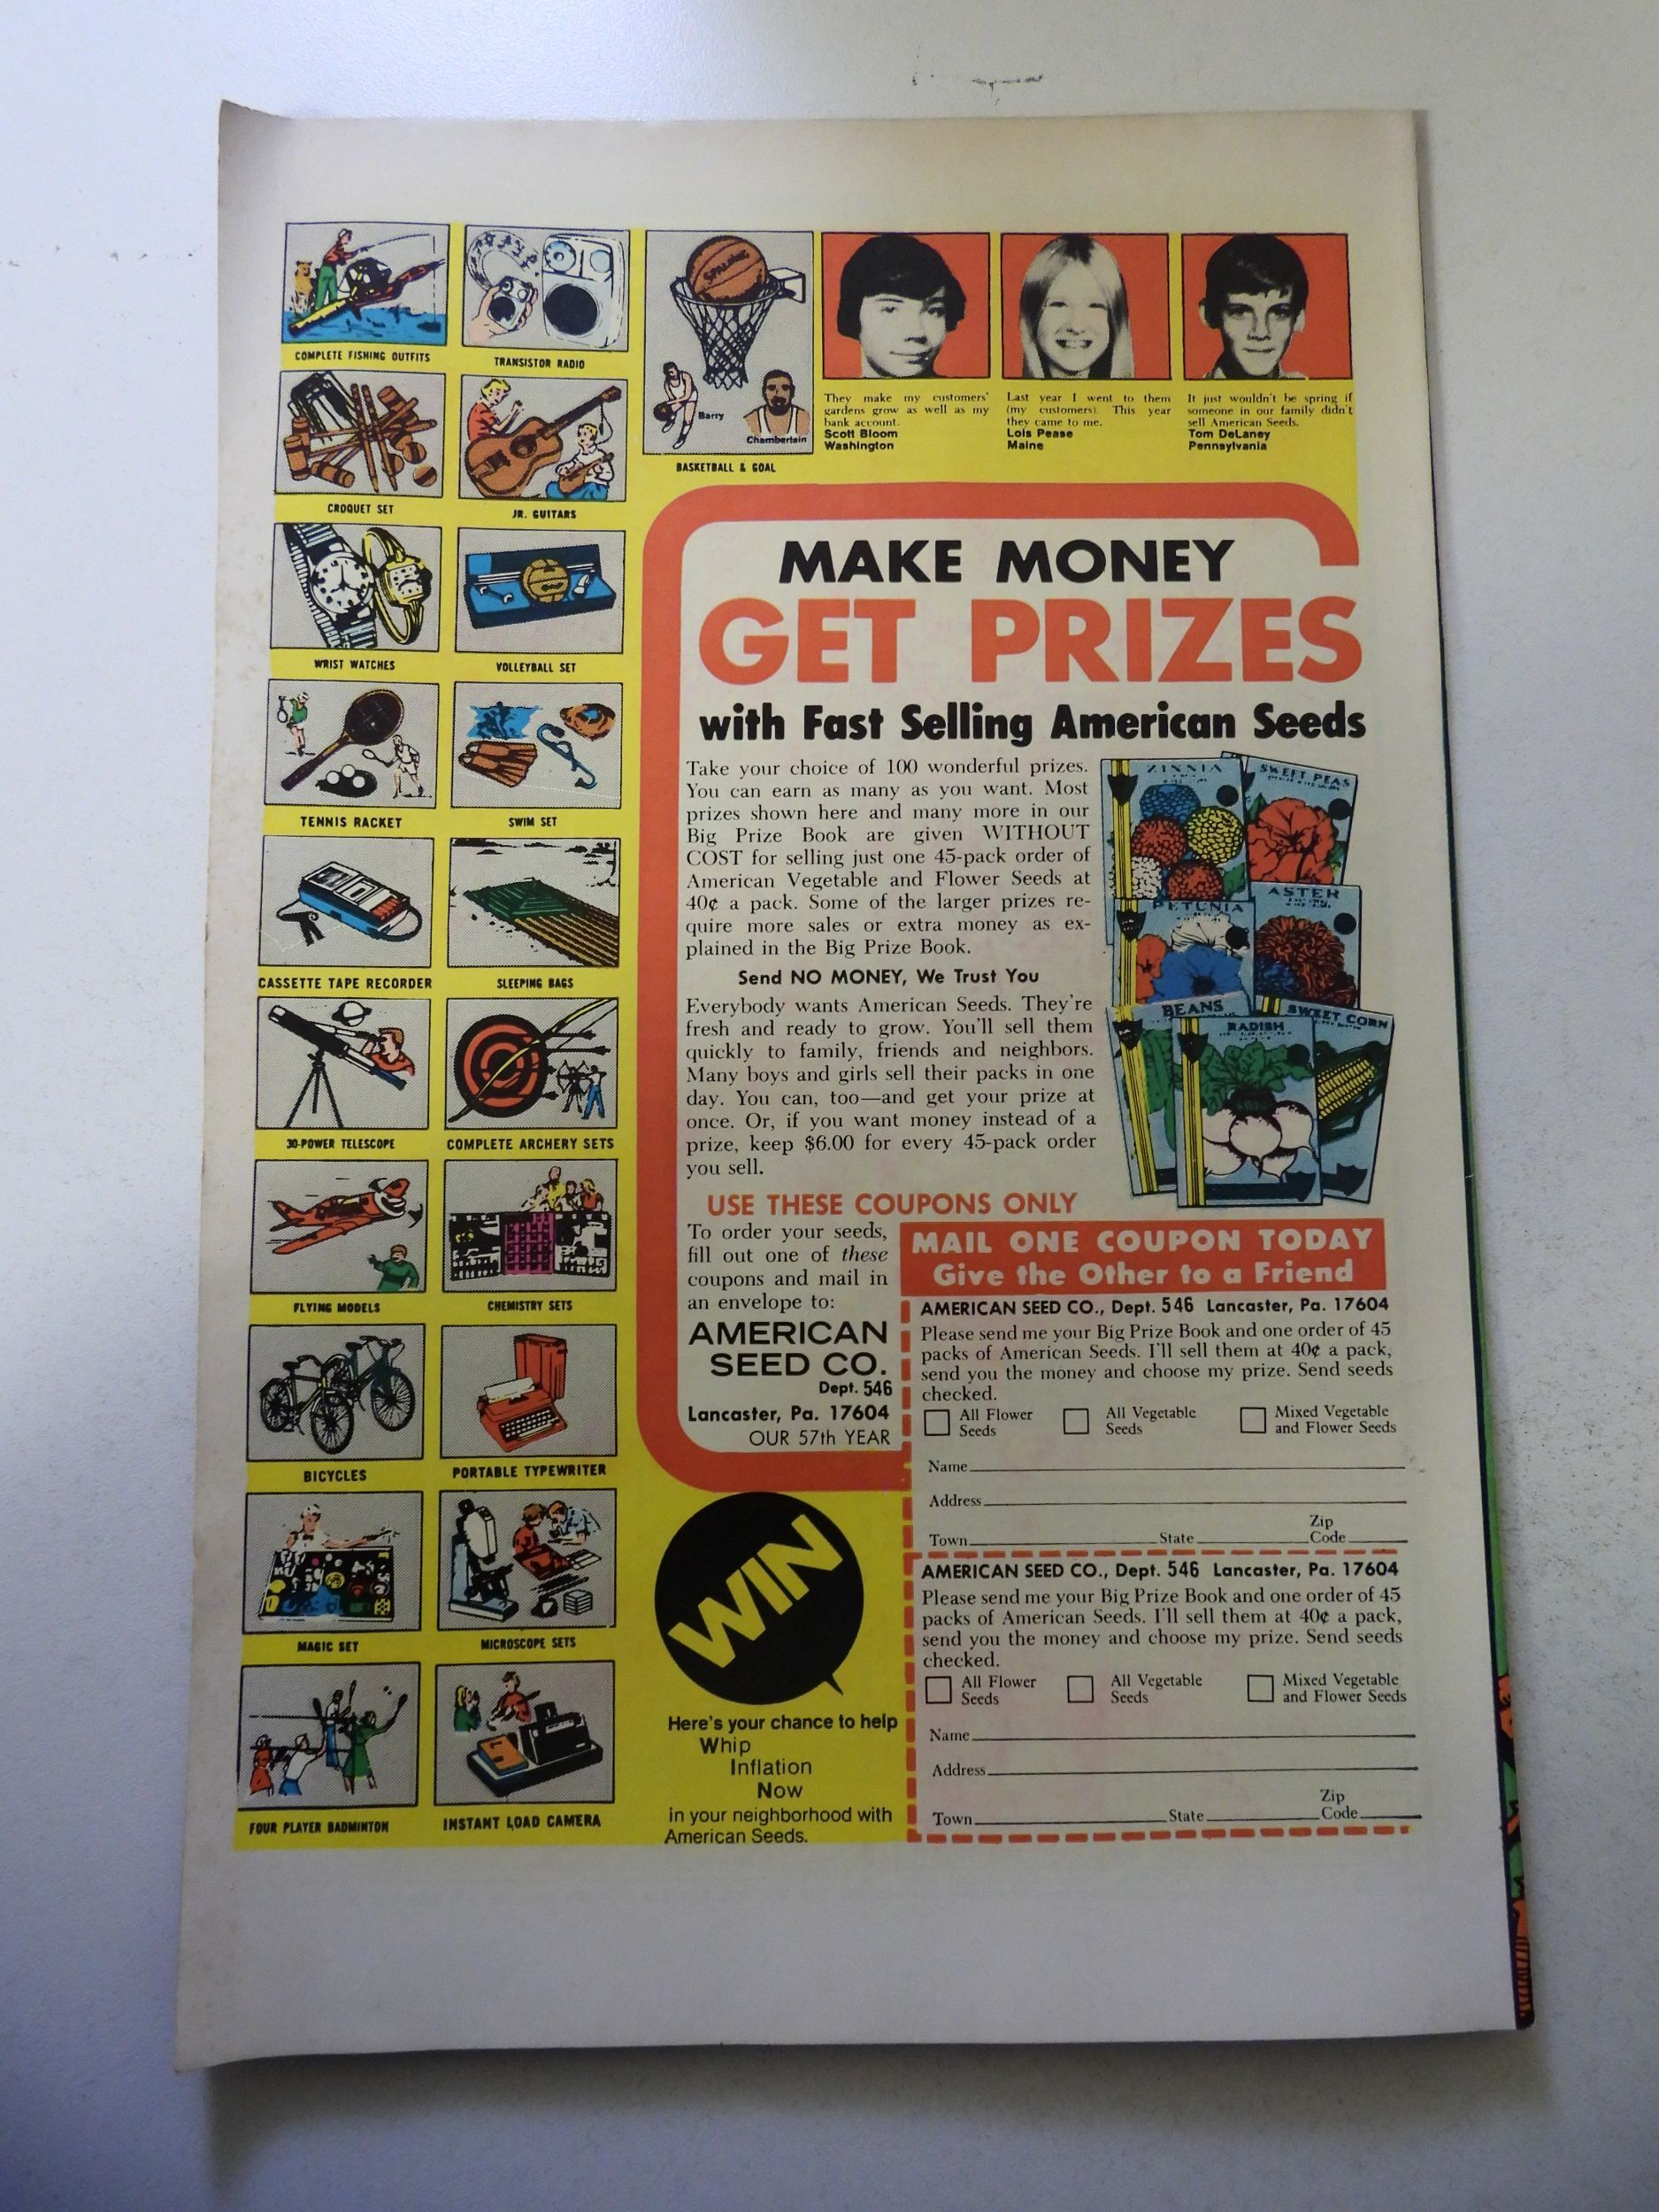 COMPLETE FISHING OUTFITS
TRANSISTOR RADIO
CROQUET SET
JR. GUITARS
WRIST WATCHES
VOLLEYBALL SET
TENNIS RACKET
SWIM SET
CASSETTE TAPE RECORDER
SLEEPING BAGS
30-POWER TELESCOPE
COMPLETE ARCHERY SETS
FLYING MODELS
CHEMISTRY SETS
BICYCLES
PORTABLE TYPEWRITER
MAGIC SET
MICROSCOPE SETS
FOUR PLAYER BADMINTON
INSTANT LOAD CAMERA
SPALDING
Barry
Chamberlain
BASKETBALL & GOAL
They make my customers'
gardens grow as well as my
bank account.
Scott Bloom
Washington
Last year I went to them
(my customers). This year
they came to me.
Lois Pease
Maine
It just wouldn't be spring if
someone in our family didn't
sell American Seeds.
Tom DeLaney
Pennsylvania
MAKE MONEY
GET PRIZES
with Fast Selling American Seeds
Take your choice of 100 wonderful prizes.
You can earn as many as you want. Most
prizes shown here and many more in our
Big Prize Book are given WITHOUT
COST for selling just one 45-pack order of
American Vegetable and Flower Seeds at
40¢ a pack. Some of the larger prizes re-
quire more sales or extra money as ex-
plained in the Big Prize Book.
Send NO MONEY, We Trust You
Everybody wants American Seeds. They're
fresh and ready to grow. You'll sell them
quickly to family, friends and neighbors.
Many boys and girls sell their packs in one
day. You can, too—and get your prize at
once. Or, if you want money instead of a
prize, keep $6.00 for every 45-pack order
you sell.
ZINNIA
SWEET PEAS
ASTER
PETUNIA
BEANS
SWEET CORN
RADISH
USE THESE COUPONS ONLY
To order your seeds,
fill out one of these
coupons and mail in
an envelope to:
AMERICAN
SEED CO.
Dept. 546
Lancaster, Pa. 17604
OUR 57th YEAR
MAIL ONE COUPON TODAY
Give the Other to a Friend
AMERICAN SEED CO., Dept. 546 Lancaster, Pa. 17604
Please send me your Big Prize Book and one order of 45
packs of American Seeds. I'll sell them at 40¢ a pack,
send you the money and choose my prize. Send seeds
checked.
All Flower Seeds
All Vegetable Seeds
Mixed Vegetable and Flower Seeds
Name
Address
Town State Zip Code
AMERICAN SEED CO., Dept. 546 Lancaster, Pa. 17604
Please send me your Big Prize Book and one order of 45
packs of American Seeds. I'll sell them at 40¢ a pack,
send you the money and choose my prize. Send seeds
checked.
All Flower Seeds
All Vegetable Seeds
Mixed Vegetable and Flower Seeds
Name
Address
Town State Zip Code
WIN
Here's your chance to help
Whip
Inflation
Now
in your neighborhood with
American Seeds.